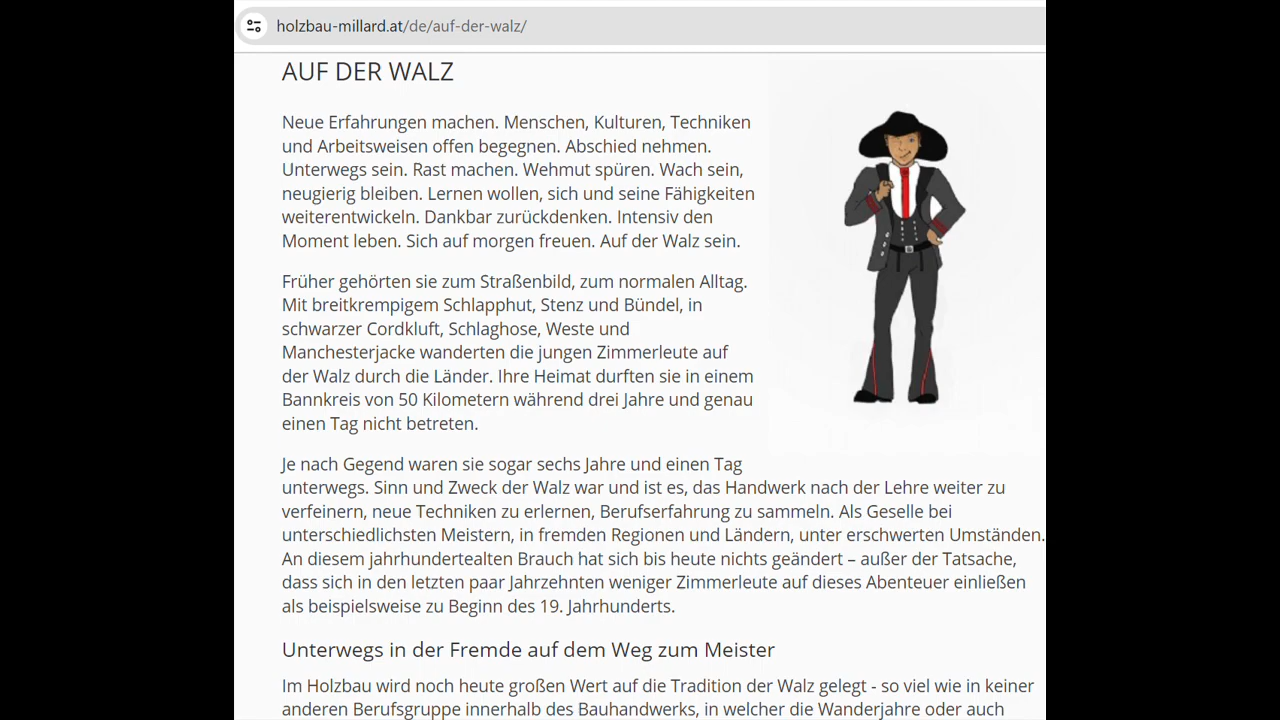 holzbau-millard.at/de/auf-der-walz/
AUF DER WALZ
Neue Erfahrungen machen. Menschen, Kulturen, Techniken
und Arbeitsweisen offen begegnen. Abschied nehmen.
Unterwegs sein. Rast machen. Wehmut spüren. Wach sein,
neugierig bleiben. Lernen wollen, sich und seine Fähigkeiten
weiterentwickeln. Dankbar zurückdenken. Intensiv den
Moment leben. Sich auf morgen freuen. Auf der Walz sein.
Früher gehörten sie zum Straßenbild, zum normalen Alltag.
Mit breitkrempigem Schlapphut, Stenz und Bündel, in
schwarzer Cordkluft, Schlaghose, Weste und
Manchesterjacke wanderten die jungen Zimmerleute auf
der Walz durch die Länder. Ihre Heimat durften sie in einem
Bannkreis von 50 Kilometern während drei Jahre und genau
einen Tag nicht betreten.
Je nach Gegend waren sie sogar sechs Jahre und einen Tag
unterwegs. Sinn und Zweck der Walz war und ist es, das Handwerk nach der Lehre weiter zu
verfeinern, neue Techniken zu erlernen, Berufserfahrung zu sammeln. Als Geselle bei
unterschiedlichsten Meistern, in fremden Regionen und Ländern, unter erschwerten Umständen.
An diesem jahrhundertealten Brauch hat sich bis heute nichts geändert – außer der Tatsache,
dass sich in den letzten paar Jahrzehnten weniger Zimmerleute auf dieses Abenteuer einließen
als beispielsweise zu Beginn des 19. Jahrhunderts.
Unterwegs in der Fremde auf dem Weg zum Meister
Im Holzbau wird noch heute großen Wert auf die Tradition der Walz gelegt - so viel wie in keiner
anderen Berufsgruppe innerhalb des Bauhandwerks, in welcher die Wanderjahre oder auch